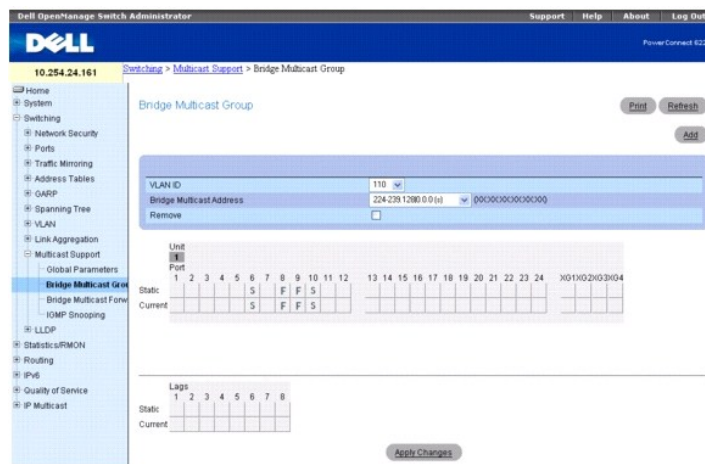 Dell OpenManage Switch Administrator
Support Help About Log Out
DELL
PowerConnect 622
10.254.24.161
Switching > Multicast Support > Bridge Multicast Group
Home
System
Switching
Network Security
Ports
Traffic Mirroring
Address Tables
GARP
Spanning Tree
VLAN
Link Aggregation
Multicast Support
Global Parameters
Bridge Multicast Grou
Bridge Multicast Forw
IGMP Snooping
LLDP
Statistics/RMON
Routing
IPv6
Quality of Service
IP Multicast
Bridge Multicast Group
Print Refresh
Add
VLAN ID 110
Bridge Multicast Address
Remove
Unit
1
Port
1 2 3 4 5 6 7 8 9 10 11 12 13 14 15 16 17 18 19 20 21 22 23 24 XG1XG2XG3XG4
Static S F F S
Current S F F S
Lags
1 2 3 4 5 6 7 8
Static
Current
Apply Changes